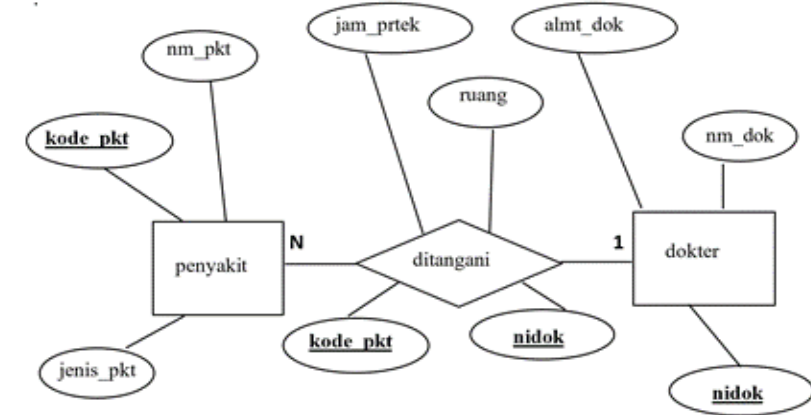 jam_prtek
almt_dok
nm_pkt
ruang
kode_pkt
nm_dok
N
1
penyakit
ditangani
dokter
kode_pkt
nidok
jenis_pkt
nidok